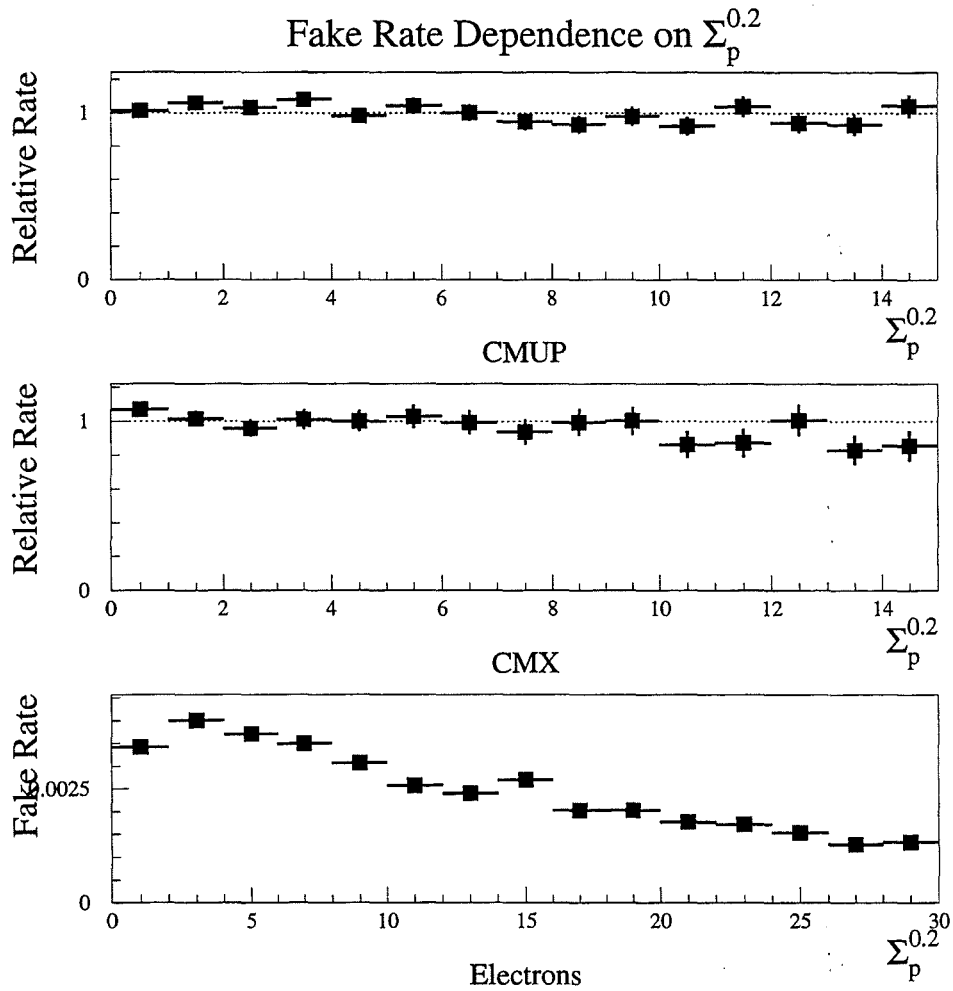 Fake Rate Dependence on Σp0.2
Relative Rate
1
1
0 2 4 6 8 10 12 14
Σp0.2
CMUP
Relative Rate
1
0
0 2 4 6 8 10 12 14
Σp0.2
CMX
Fake Rate
0.0025
0
0 5 10 15 20 25 30
Σp0.2
Electrons